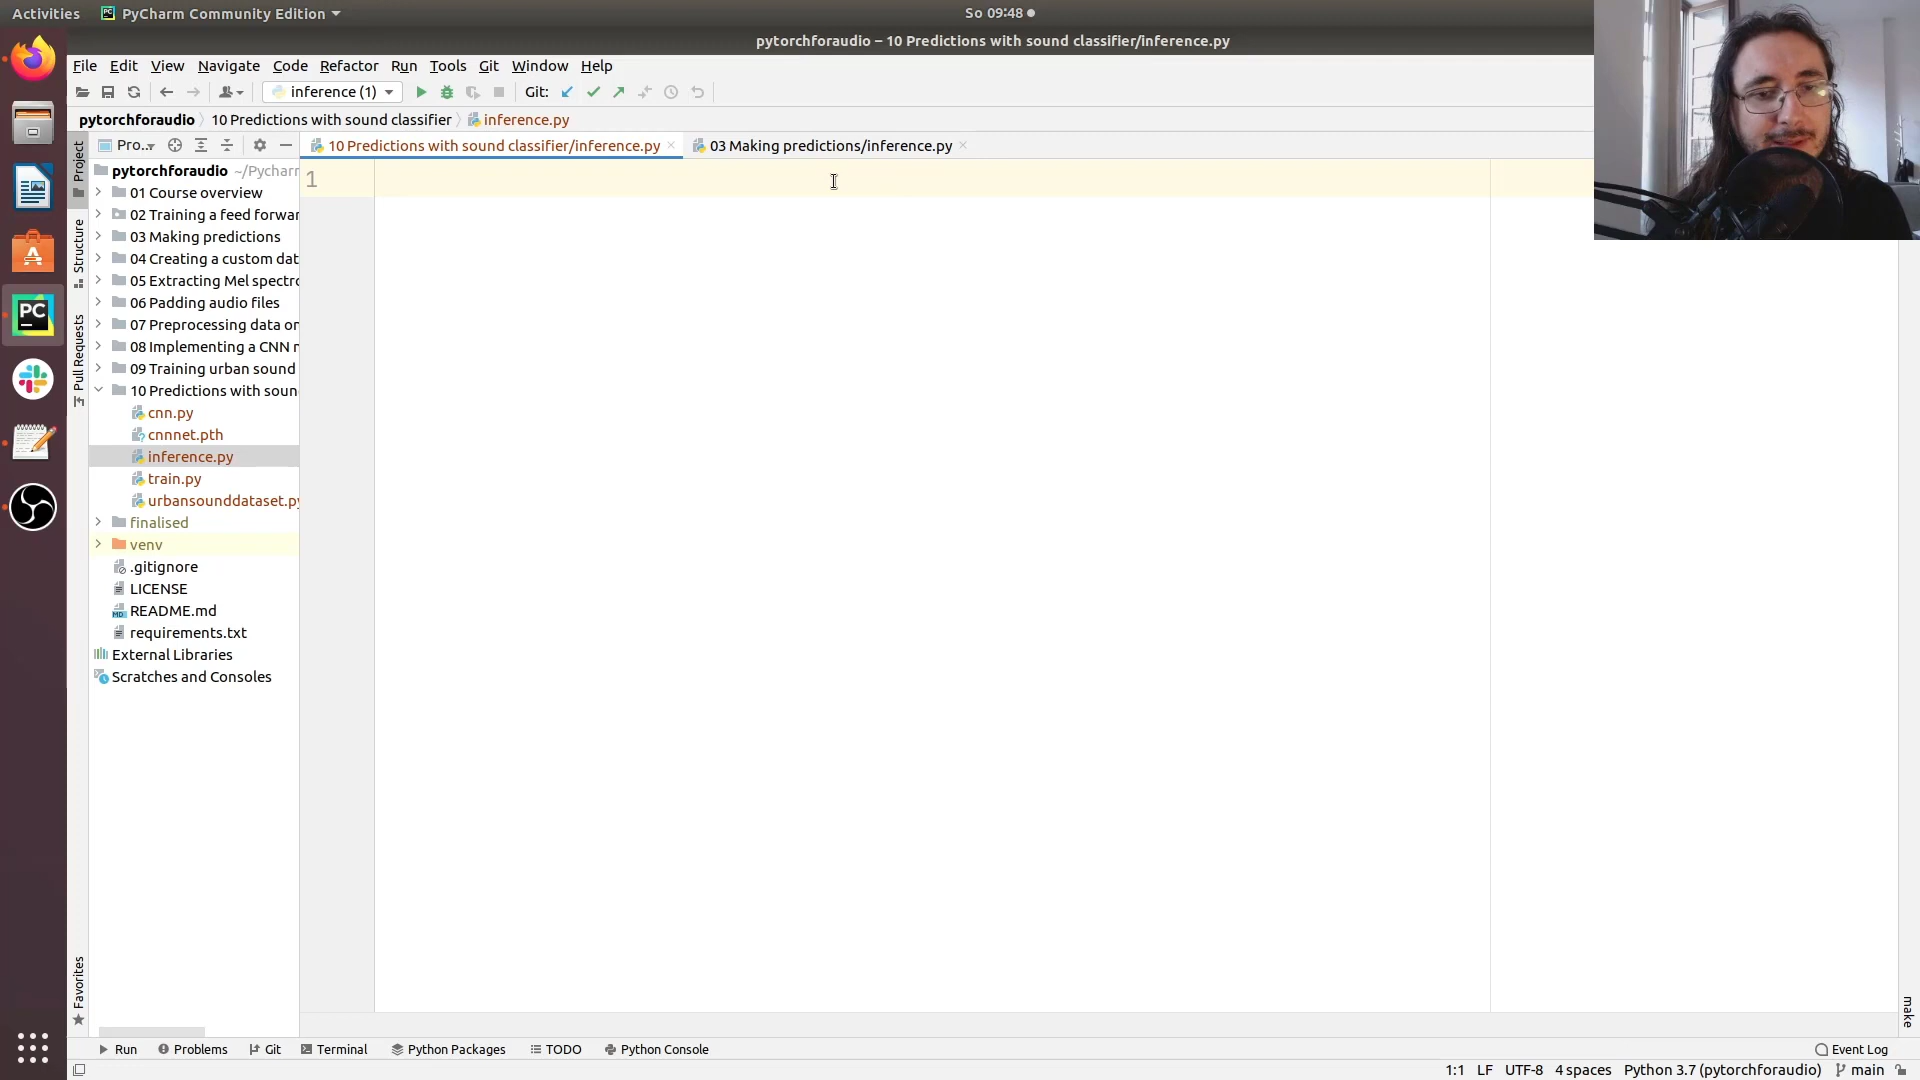 Activities PyCharm Community Edition So 09:48
pytorchforaudio – 10 Predictions with sound classifier/inference.py
File Edit View Navigate Code Refactor Run Tools Git Window Help
inference (1) Git:
pytorchforaudio 10 Predictions with sound classifier inference.py
Pro... 10 Predictions with sound classifier/inference.py 03 Making predictions/inference.py
Project
Structure
Pull Requests
Favorites
pytorchforaudio ~/Pycharm
01 Course overview
02 Training a feed forwar
03 Making predictions
04 Creating a custom dat
05 Extracting Mel spectro
06 Padding audio files
07 Preprocessing data on
08 Implementing a CNN n
09 Training urban sound
10 Predictions with soun
cnn.py
cnnnet.pth
inference.py
train.py
urbansounddataset.py
finalised
venv
.gitignore
LICENSE
README.md
requirements.txt
External Libraries
Scratches and Consoles
1
PC
make
Run Problems Git Terminal Python Packages TODO Python Console Event Log
1:1 LF UTF-8 4 spaces Python 3.7 (pytorchforaudio) main